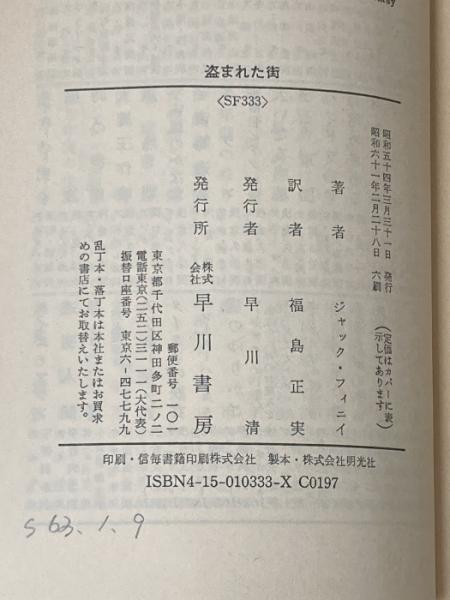 盗まれた街
〈SF333〉
昭和五十四年三月三十一日 発行
昭和六十一年二月二十八日 六刷
(定価はカバーに表
示してあります)
著者 ジャック・フィニイ
訳者 福島正実
発行者 早川清
発行所 株式会社 早川書房
郵便番号 一〇一
東京都千代田区神田多町二ノ二
電話東京(二五二)三一一一(大代表)
振替口座番号 東京六-四七七九九
乱丁本・落丁本は本社またはお買求
めの書店にてお取替えいたします。
印刷・信毎書籍印刷株式会社 製本・株式会社明光社
ISBN4-15-010333-X C0197
S63.1.9